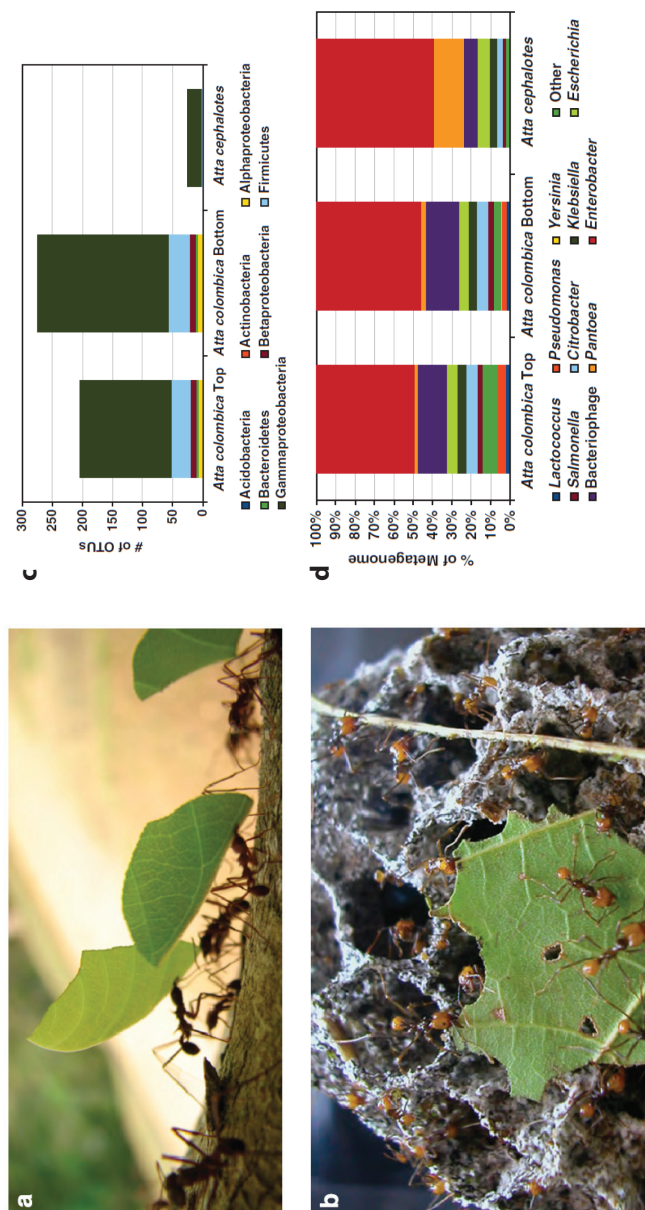 a
b
c
300
250
200
150
100
50
0
# of OTUs
Atta colombica Top
Atta colombica Bottom
Atta cephalotes
Acidobacteria
Actinobacteria
Alphaproteobacteria
Bacteroidetes
Betaproteobacteria
Firmicutes
Gammaproteobacteria
d
100%
90%
80%
70%
60%
50%
40%
30%
20%
10%
0%
% of Metagenome
Atta colombica Top
Atta colombica Bottom
Atta cephalotes
Lactococcus
Pseudomonas
Yersinia
Other
Salmonella
Citrobacter
Klebsiella
Escherichia
Bacteriophage
Pantoea
Enterobacter